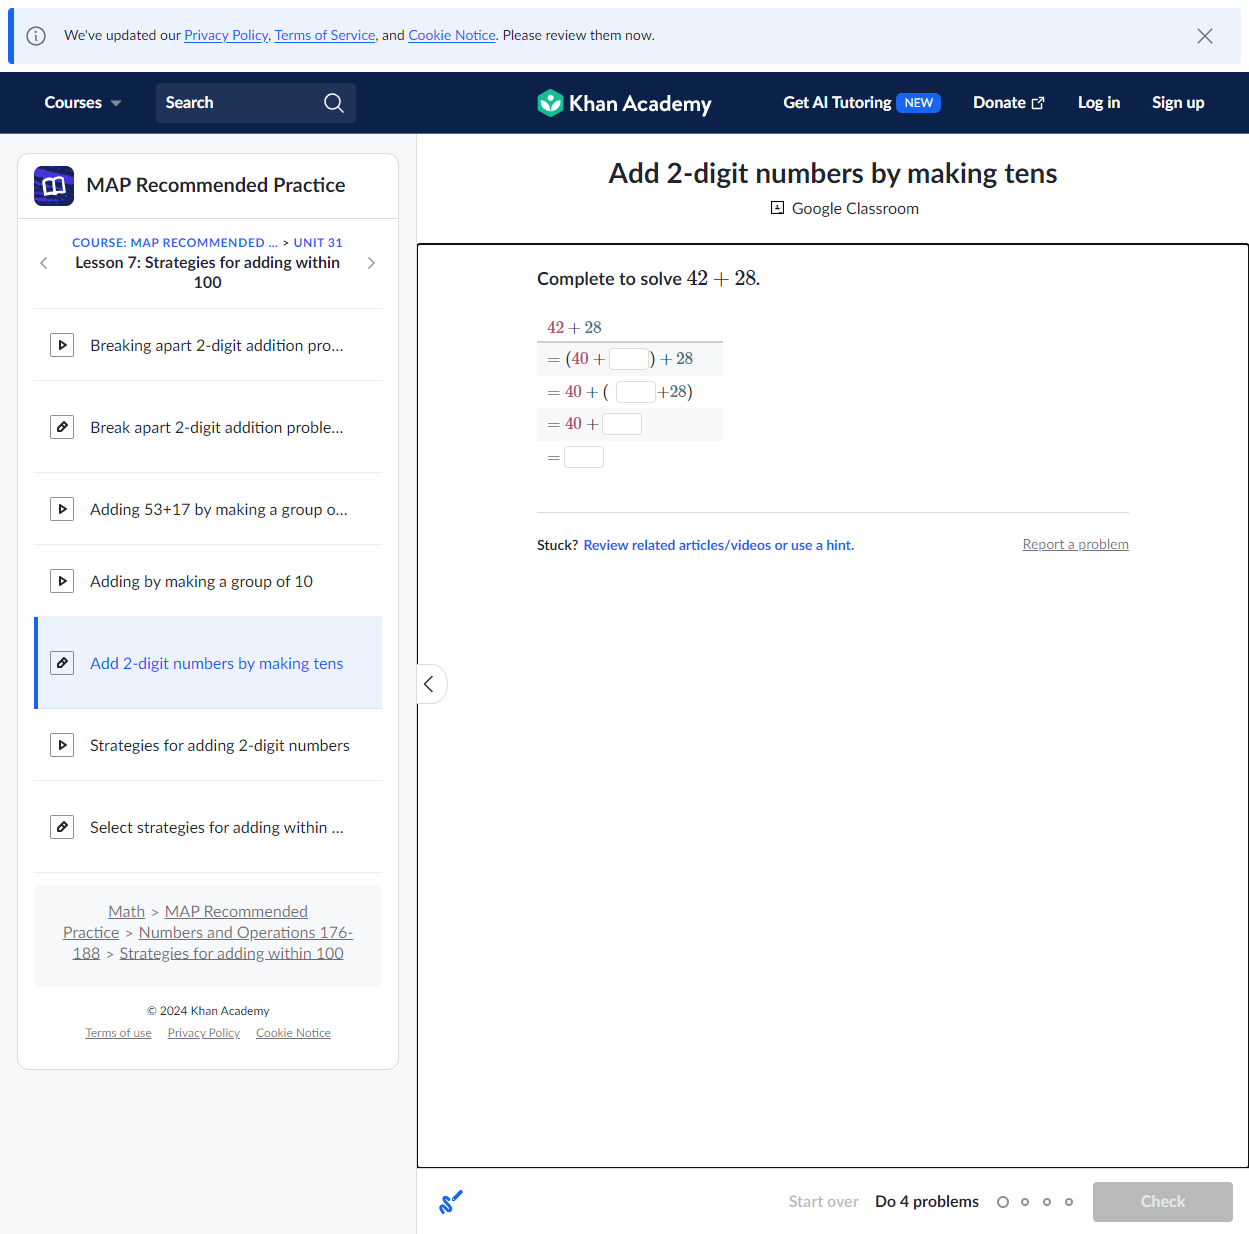 We've updated our Privacy Policy, Terms of Service, and Cookie Notice. Please review them now.
Courses
Search
Khan Academy
Get AI Tutoring NEW
Donate
Log in
Sign up
MAP Recommended Practice
COURSE: MAP RECOMMENDED ... > UNIT 31
Lesson 7: Strategies for adding within
100
Breaking apart 2-digit addition pro...
Break apart 2-digit addition proble...
Adding 53+17 by making a group o...
Adding by making a group of 10
Add 2-digit numbers by making tens
Strategies for adding 2-digit numbers
Select strategies for adding within ...
Math > MAP Recommended
Practice > Numbers and Operations 176-
188 > Strategies for adding within 100
© 2024 Khan Academy
Terms of use Privacy Policy Cookie Notice
Add 2-digit numbers by making tens
Google Classroom
Complete to solve 42 + 28.
42 + 28
= (40 + ) + 28
= 40 + ( +28)
= 40 +
=
Stuck? Review related articles/videos or use a hint.
Report a problem
Start over
Do 4 problems
Check